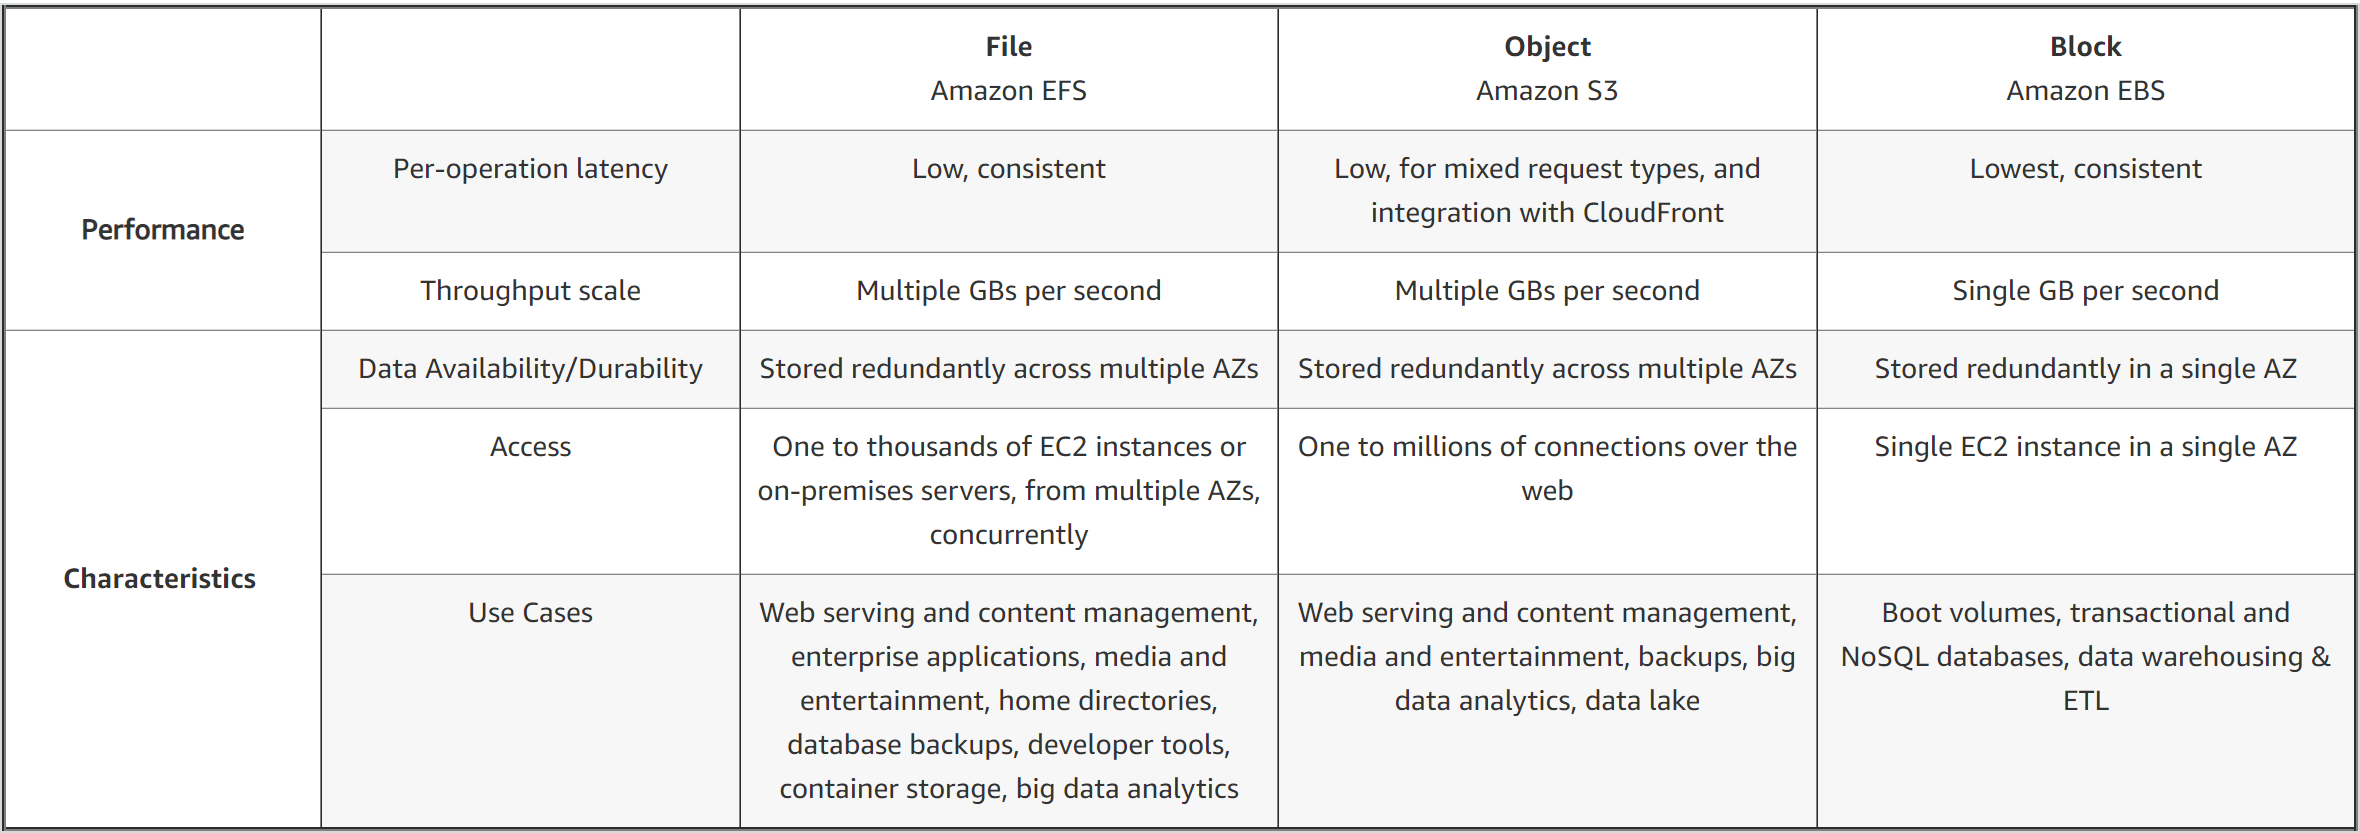 File
Amazon EFS
Object
Amazon S3
Block
Amazon EBS
Performance
Per-operation latency
Low, consistent
Low, for mixed request types, and
integration with CloudFront
Lowest, consistent
Throughput scale
Multiple GBs per second
Multiple GBs per second
Single GB per second
Characteristics
Data Availability/Durability
Stored redundantly across multiple AZs
Stored redundantly across multiple AZs
Stored redundantly in a single AZ
Access
One to thousands of EC2 instances or
on-premises servers, from multiple AZs,
concurrently
One to millions of connections over the
web
Single EC2 instance in a single AZ
Use Cases
Web serving and content management,
enterprise applications, media and
entertainment, home directories,
database backups, developer tools,
container storage, big data analytics
Web serving and content management,
media and entertainment, backups, big
data analytics, data lake
Boot volumes, transactional and
NoSQL databases, data warehousing &
ETL